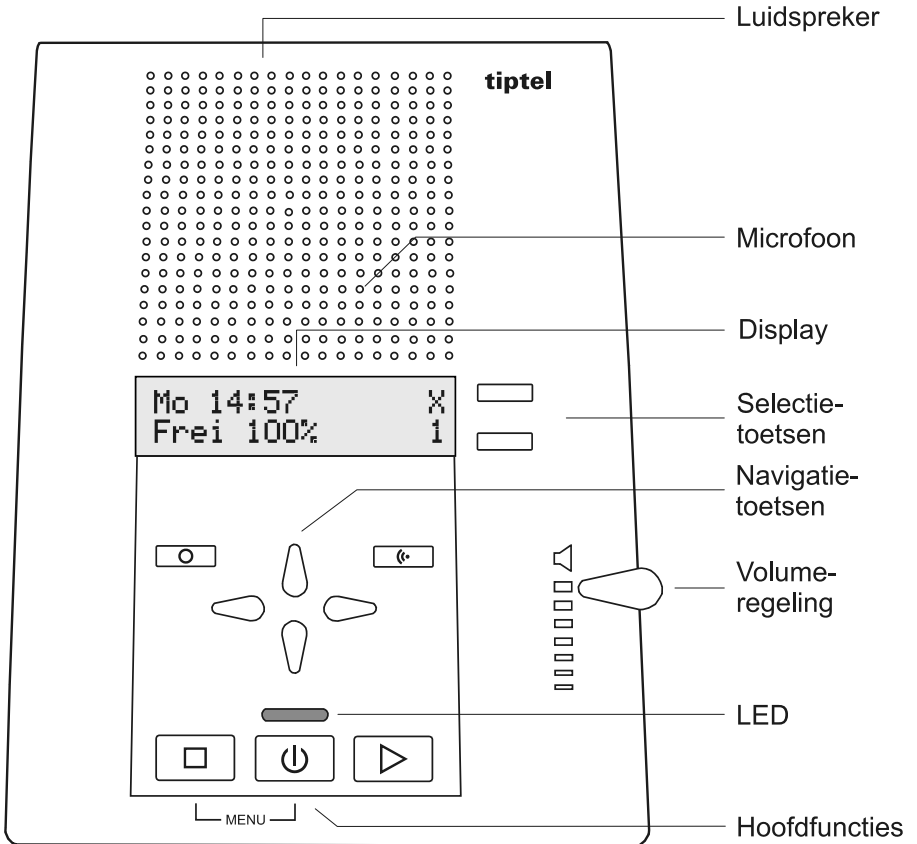 Luidspreker
tiptel
Microfoon
Display
Mo 14:57 X
Frei 100% 1
Selectie-
toetsen
Navigatie-
toetsen
Volume-
regeling
LED
MENU
Hoofdfuncties